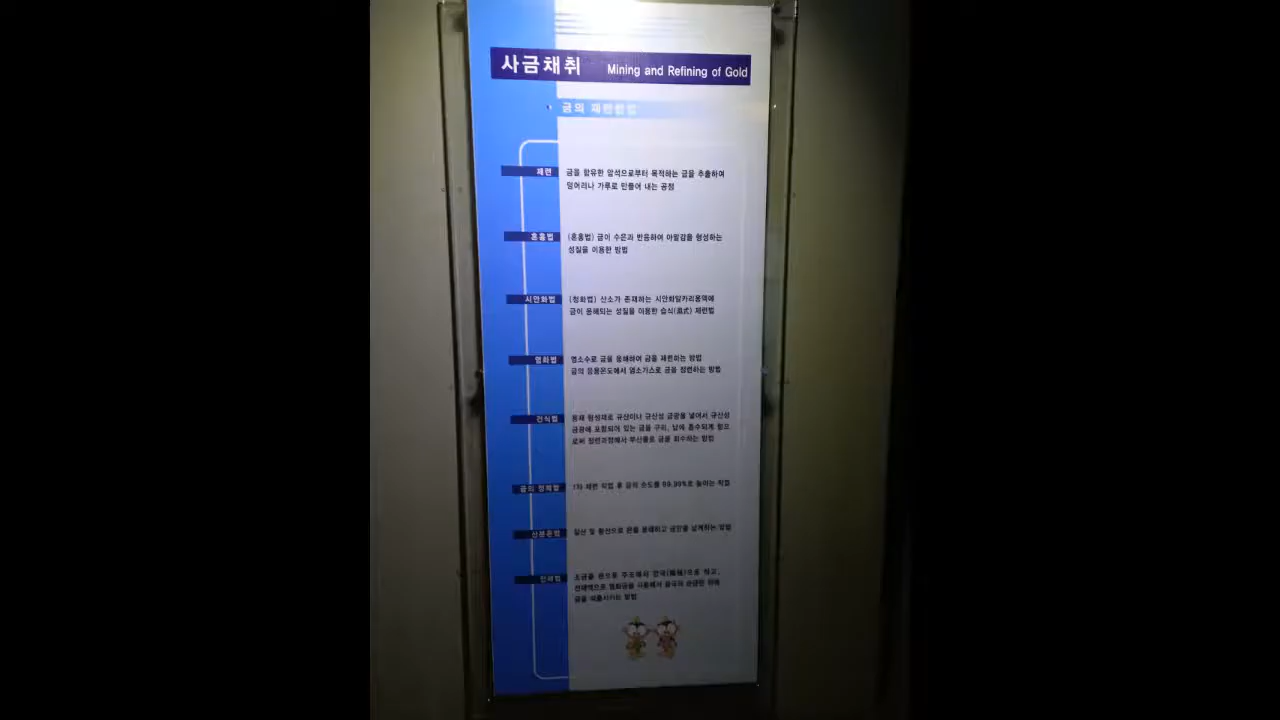 사금채취 Mining and Refining of Gold
금의 제련방법
제련
금을 함유한 암석으로부터 목적하는 금을 추출하여
덩어리나 가루로 만들어 내는 공정
혼홍법
(혼홍법) 금이 수은과 반응하여 아말감을 형성하는
성질을 이용한 방법
시안화법
(청화법) 산소가 존재하는 시안화알카리용액에
금이 용해되는 성질을 이용한 습식(濕式) 제련법
염화법
염소수로 금을 용해하여 금을 제련하는 방법
금의 용융온도에서 염소가스로 금을 정련하는 방법
건식법
용제 형성제로 규산이나 규산성 금광을 넣어서 규산성
금광에 포함되어 있는 금을 구리, 납에 흡수되게 함으
로써 정련과정에서 부산물로 금을 회수하는 방법
금의 정제법
1차 제련 작업 후 금의 순도를 99.99%로 높이는 작업
산분은법
질산 및 황산으로 은을 용해하고 금만을 남게하는 방법
전해법
조금을 판으로 주조해서 양극(陽極)으로 하고,
전해액으로 염화금을 사용해서 음극의 순금판 위에
금을 석출시키는 방법